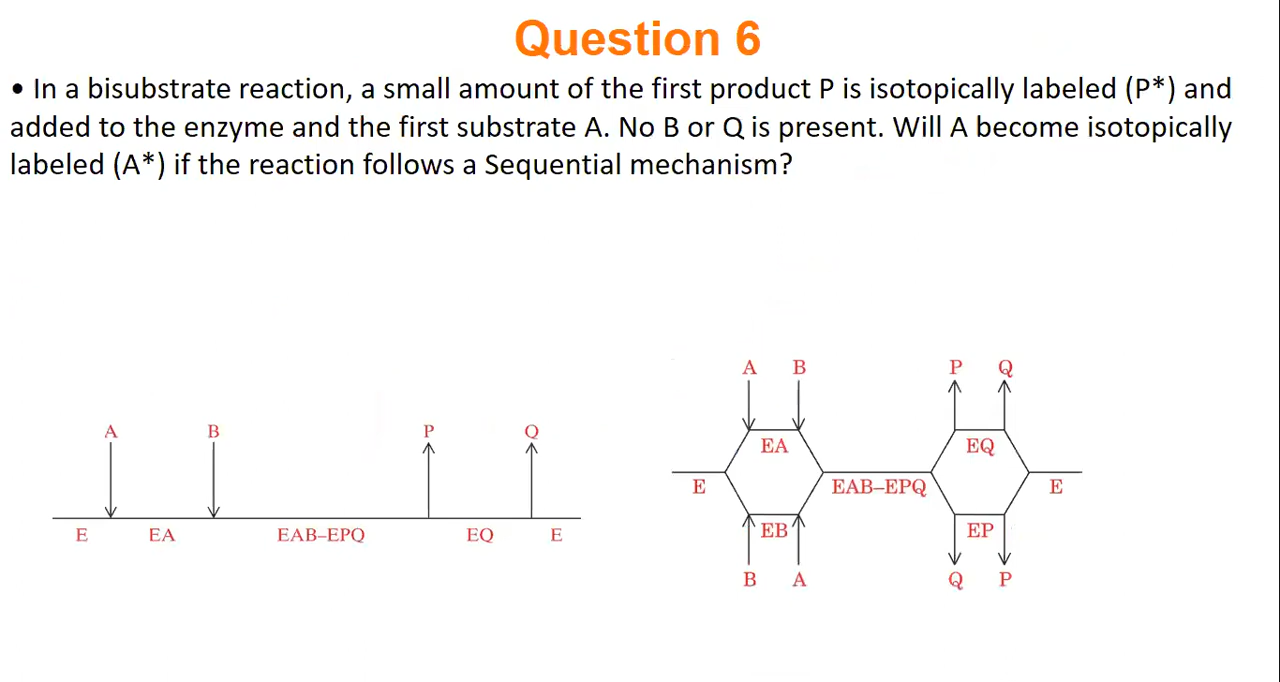 Question 6
• In a bisubstrate reaction, a small amount of the first product P is isotopically labeled (P*) and
added to the enzyme and the first substrate A. No B or Q is present. Will A become isotopically
labeled (A*) if the reaction follows a Sequential mechanism?
A B P Q
E EA EAB–EPQ EQ E
A B P Q
EA EQ
E EAB–EPQ E
EB EP
B A Q P